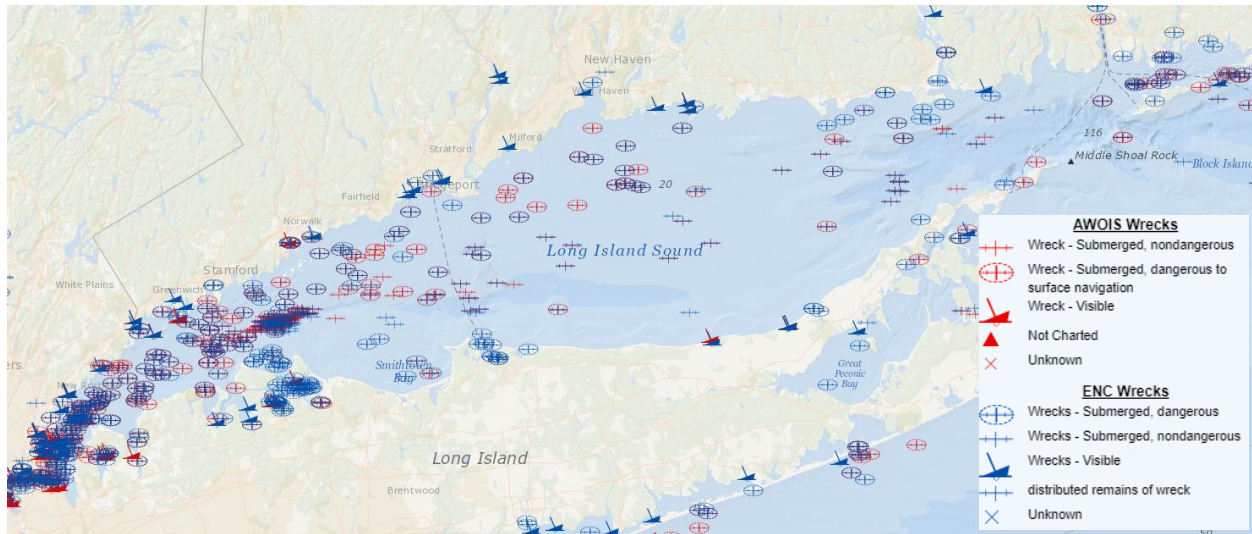 New Haven
Haven
Milford
Stratford
116
Middle Shoal Rock
Block Island
20
Fairfield
Norwalk
Long Island Sound
Stamford
White Plains
Greenwich
ers
Smithtown
Bay
Great
Peconic
Bay
Long Island
Brentwood
AWOIS Wrecks
Wreck - Submerged, nondangerous
Wreck - Submerged, dangerous to
surface navigation
Wreck - Visible
Not Charted
Unknown
ENC Wrecks
Wrecks - Submerged, dangerous
Wrecks - Submerged, nondangerous
Wrecks - Visible
distributed remains of wreck
Unknown